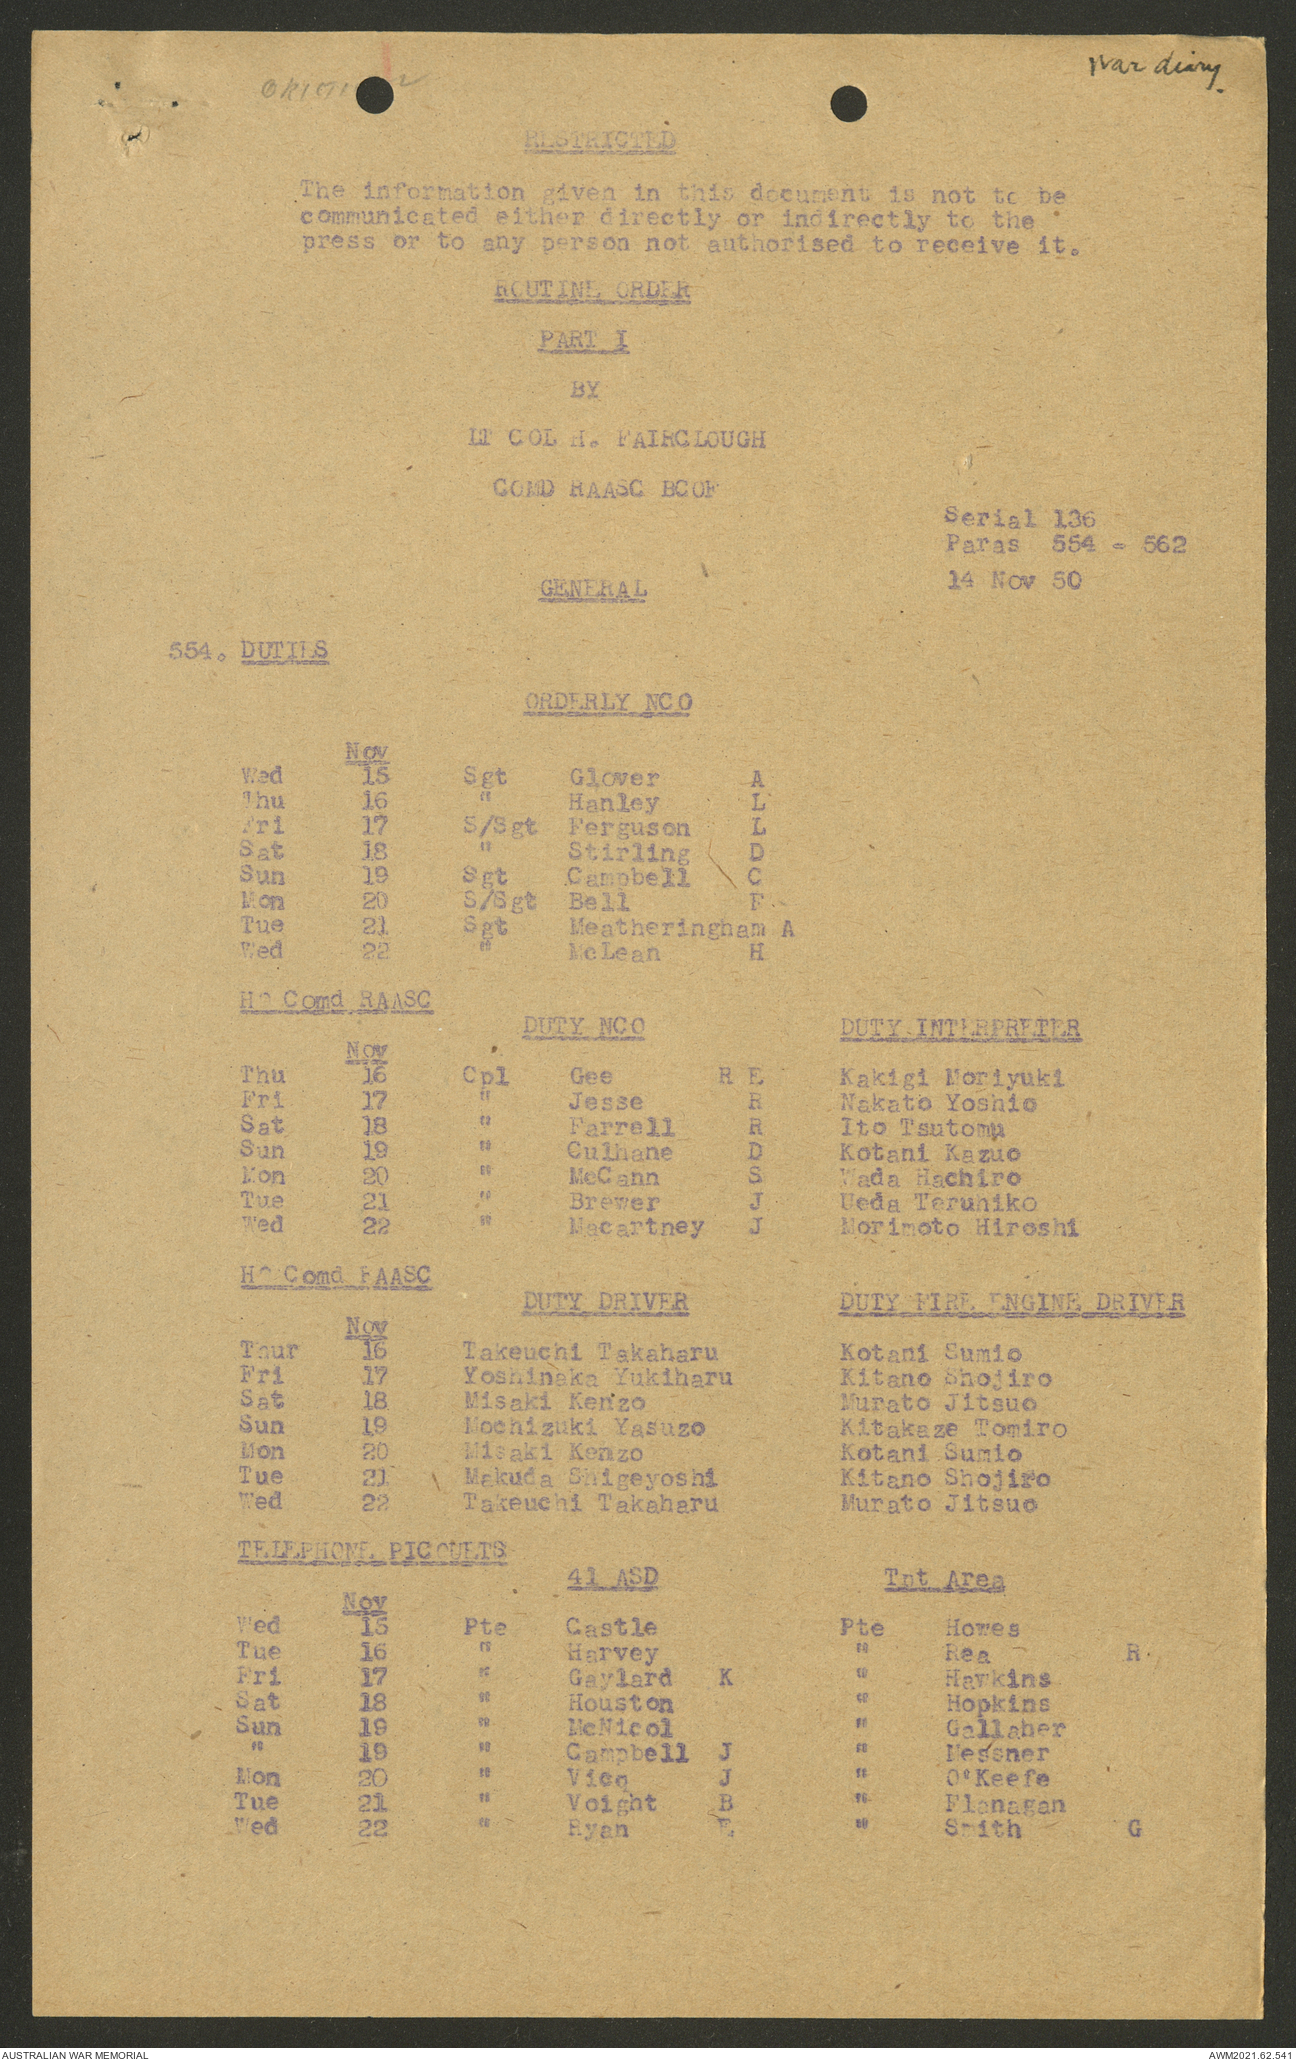 War diary.
RESTRICTED
The information given in this document is not to be
communicated either directly or indirectly to the
press or to any person not authorised to receive it.
ROUTINE ORDER
PART I
BY
LT COL H. FAIRCLOUGH
COMD RAASC BCOF
Serial 136
Paras 554 - 562
14 Nov 50
GENERAL
554. DUTIES
ORDERLY NCO
Nov
Wed 15 Sgt Glover A
Thu 16 " Hanley L
Fri 17 S/Sgt Ferguson L
Sat 18 " Stirling D
Sun 19 Sgt Campbell C
Mon 20 S/Sgt Bell F
Tue 21 Sgt Meatheringham A
Wed 22 " McLean H
HQ Comd RAASC
DUTY NCO DUTY INTERPRETER
Nov
Thu 16 Cpl Gee R E Kakigi Noriyuki
Fri 17 " Jesse R Nakato Yoshio
Sat 18 " Farrell R Ito Tsutomu
Sun 19 " Culhane D Kotani Kazuo
Mon 20 " McCann S Wada Hachiro
Tue 21 " Brewer J Ueda Teruhiko
Wed 22 " Macartney J Morimoto Hiroshi
HQ Comd RAASC
DUTY DRIVER DUTY FIRE ENGINE DRIVER
Nov
Thur 16 Takeuchi Takaharu Kotani Sumio
Fri 17 Yoshinaka Yukiharu Kitano Shojiro
Sat 18 Misaki Kenzo Murato Jitsuo
Sun 19 Mochizuki Yasuzo Kitakaze Tomiro
Mon 20 Misaki Kenzo Kotani Sumio
Tue 21 Makuda Shigeyoshi Kitano Shojiro
Wed 22 Takeuchi Takaharu Murato Jitsuo
TELEPHONE PICQUETS
41 ASD Tpt Area
Nov
Wed 15 Pte Castle Pte Howes
Tue 16 " Harvey " Rea R
Fri 17 " Gaylard K " Hawkins
Sat 18 " Houston " Hopkins
Sun 19 " McNicol " Gallaher
" 19 " Campbell J " Messner
Mon 20 " Vicq J " O'Keefe
Tue 21 " Voight B " Flanagan
Wed 22 " Ryan E " Smith G
AUSTRALIAN WAR MEMORIAL
AWM2021.62.541